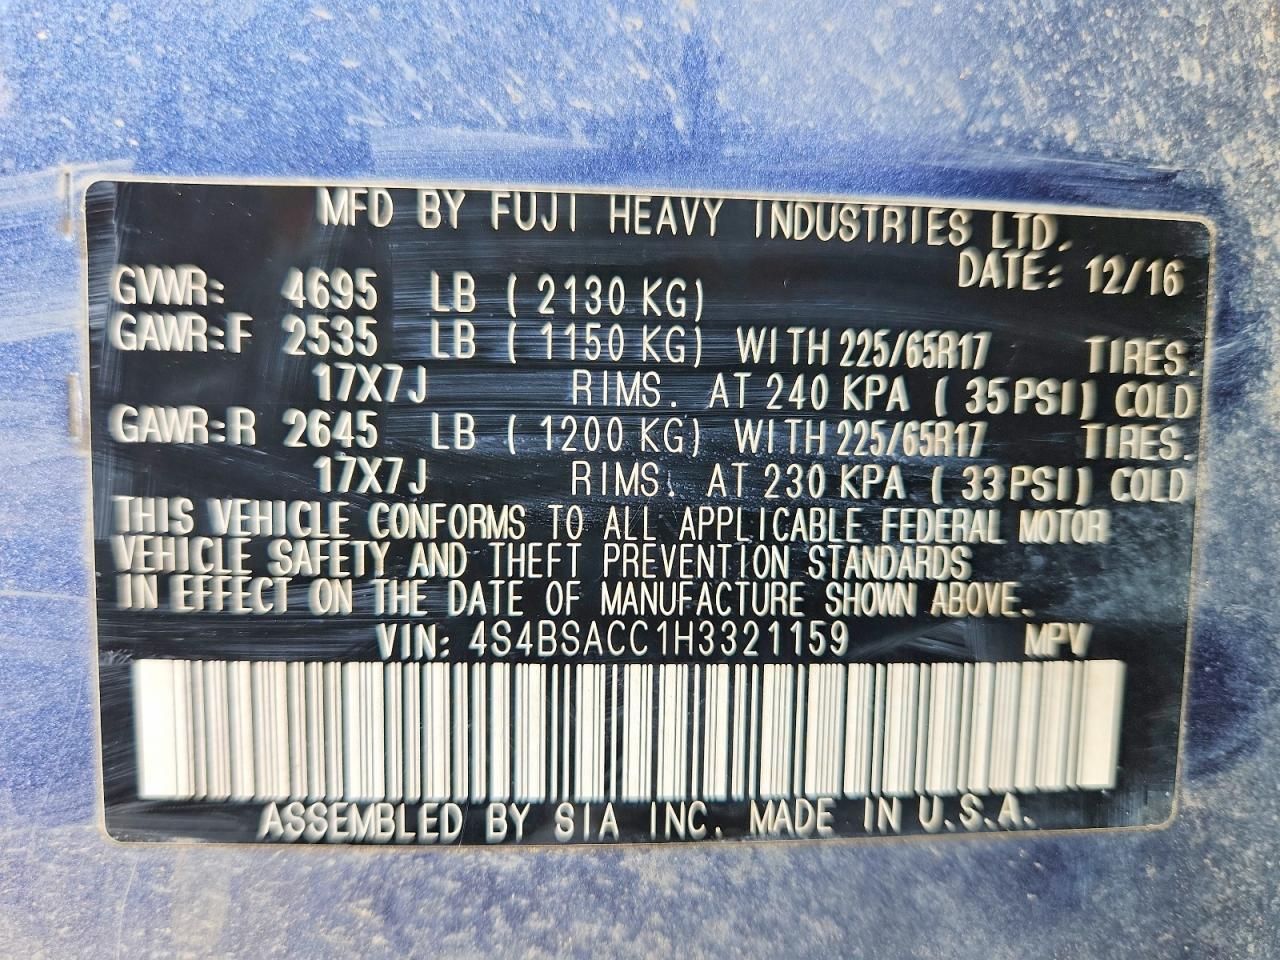 MFD BY FUJI HEAVY INDUSTRIES LTD.
DATE: 12/16
GVWR: 4695 LB ( 2130 KG)
GAWR:F 2535 LB ( 1150 KG) WITH 225/65R17 TIRES.
17X7J RIMS. AT 240 KPA ( 35 PSI) COLD
GAWR:R 2645 LB ( 1200 KG) WITH 225/65R17 TIRES.
17X7J RIMS. AT 230 KPA ( 33 PSI) COLD
THIS VEHICLE CONFORMS TO ALL APPLICABLE FEDERAL MOTOR
VEHICLE SAFETY AND THEFT PREVENTION STANDARDS
IN EFFECT ON THE DATE OF MANUFACTURE SHOWN ABOVE.
VIN: 4S4BSACC1H3321159 MPV
ASSEMBLED BY SIA INC. MADE IN U.S.A.